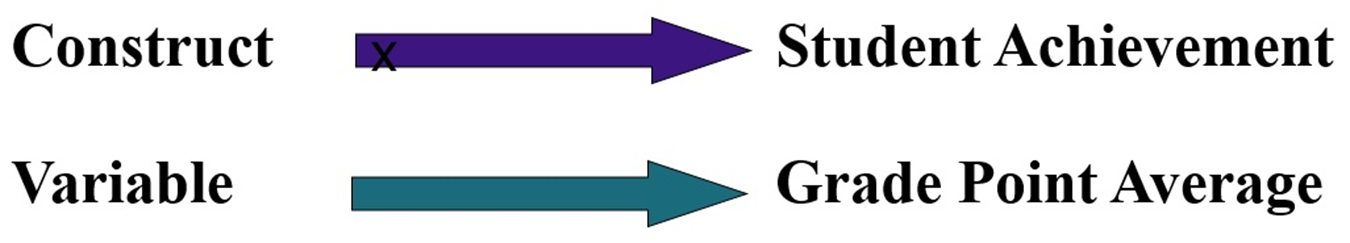 Construct x Student Achievement
Variable Grade Point Average